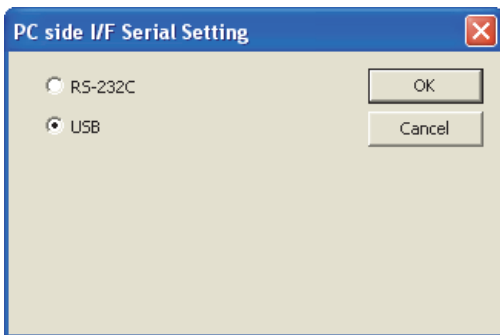 PC side I/F Serial Setting
RS-232C
OK
USB
Cancel